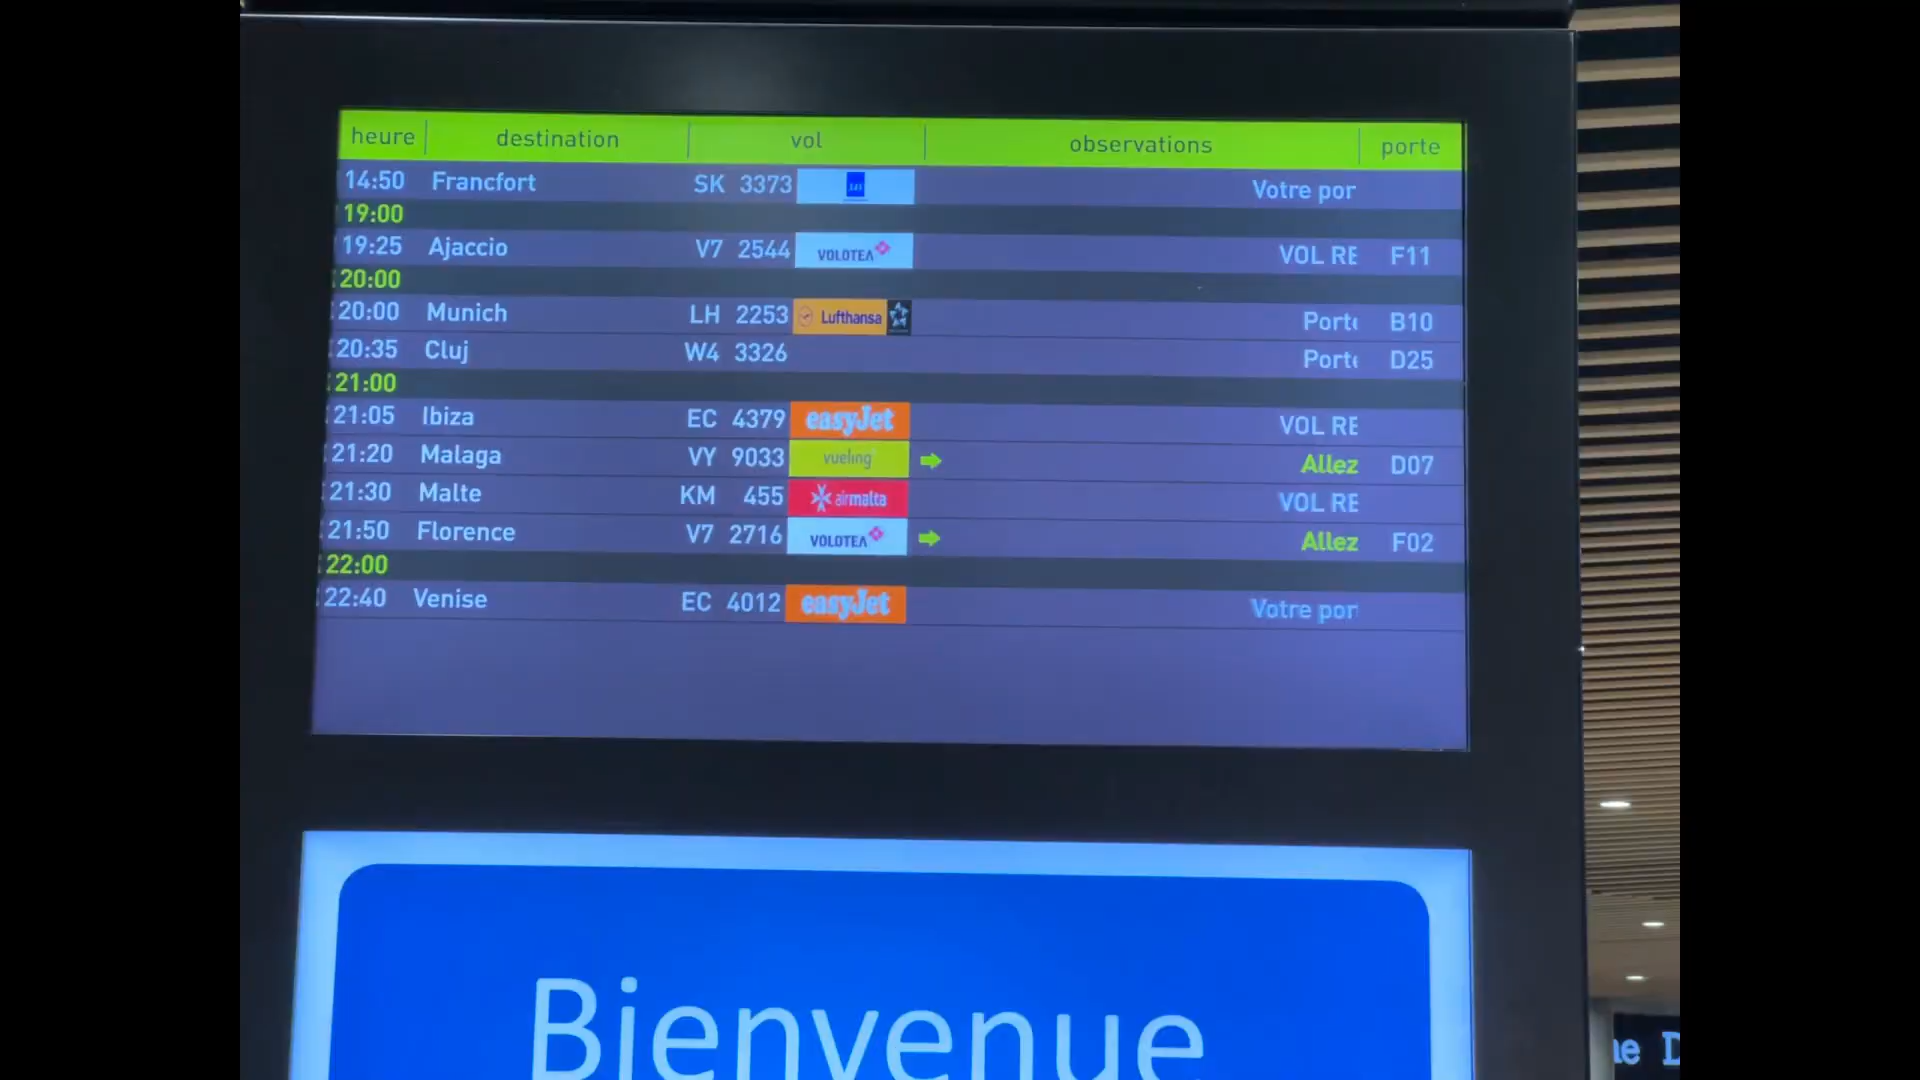 heure destination vol observations porte
14:50 Francfort SK 3373 Votre por
19:00
19:25 Ajaccio V7 2544 VOLOTEA VOL RE F11
20:00
20:00 Munich LH 2253 Lufthansa Porte B10
20:35 Cluj W4 3326 Porte D25
21:00
21:05 Ibiza EC 4379 easyJet VOL RE
21:20 Malaga VY 9033 vueling Allez D07
21:30 Malte KM 455 airmalta VOL RE
21:50 Florence V7 2716 VOLOTEA Allez F02
22:00
22:40 Venise EC 4012 easyJet Votre por
Bienvenue